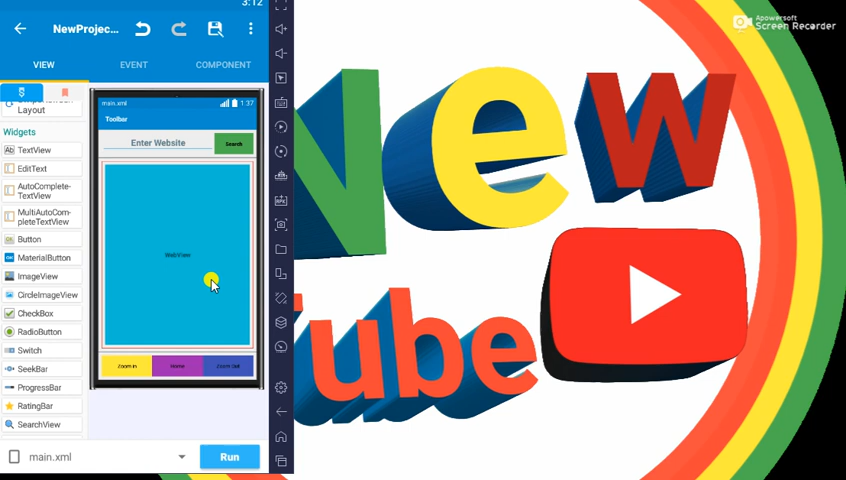 3:12
NewProjec...
VIEW
EVENT
COMPONENT
Layout
Widgets
Ab TextView
EditText
AutoComplete-
TextView
MultiAutoCom-
pleteTextView
Button
MaterialButton
ImageView
CircleImageView
CheckBox
RadioButton
Switch
SeekBar
ProgressBar
RatingBar
SearchView
main.xml
1:37
Toolbar
Enter Website
Search
WebView
Zoom In
Home
Zoom Out
main.xml
Run
New
Tube
Apowersoft
Screen Recorder